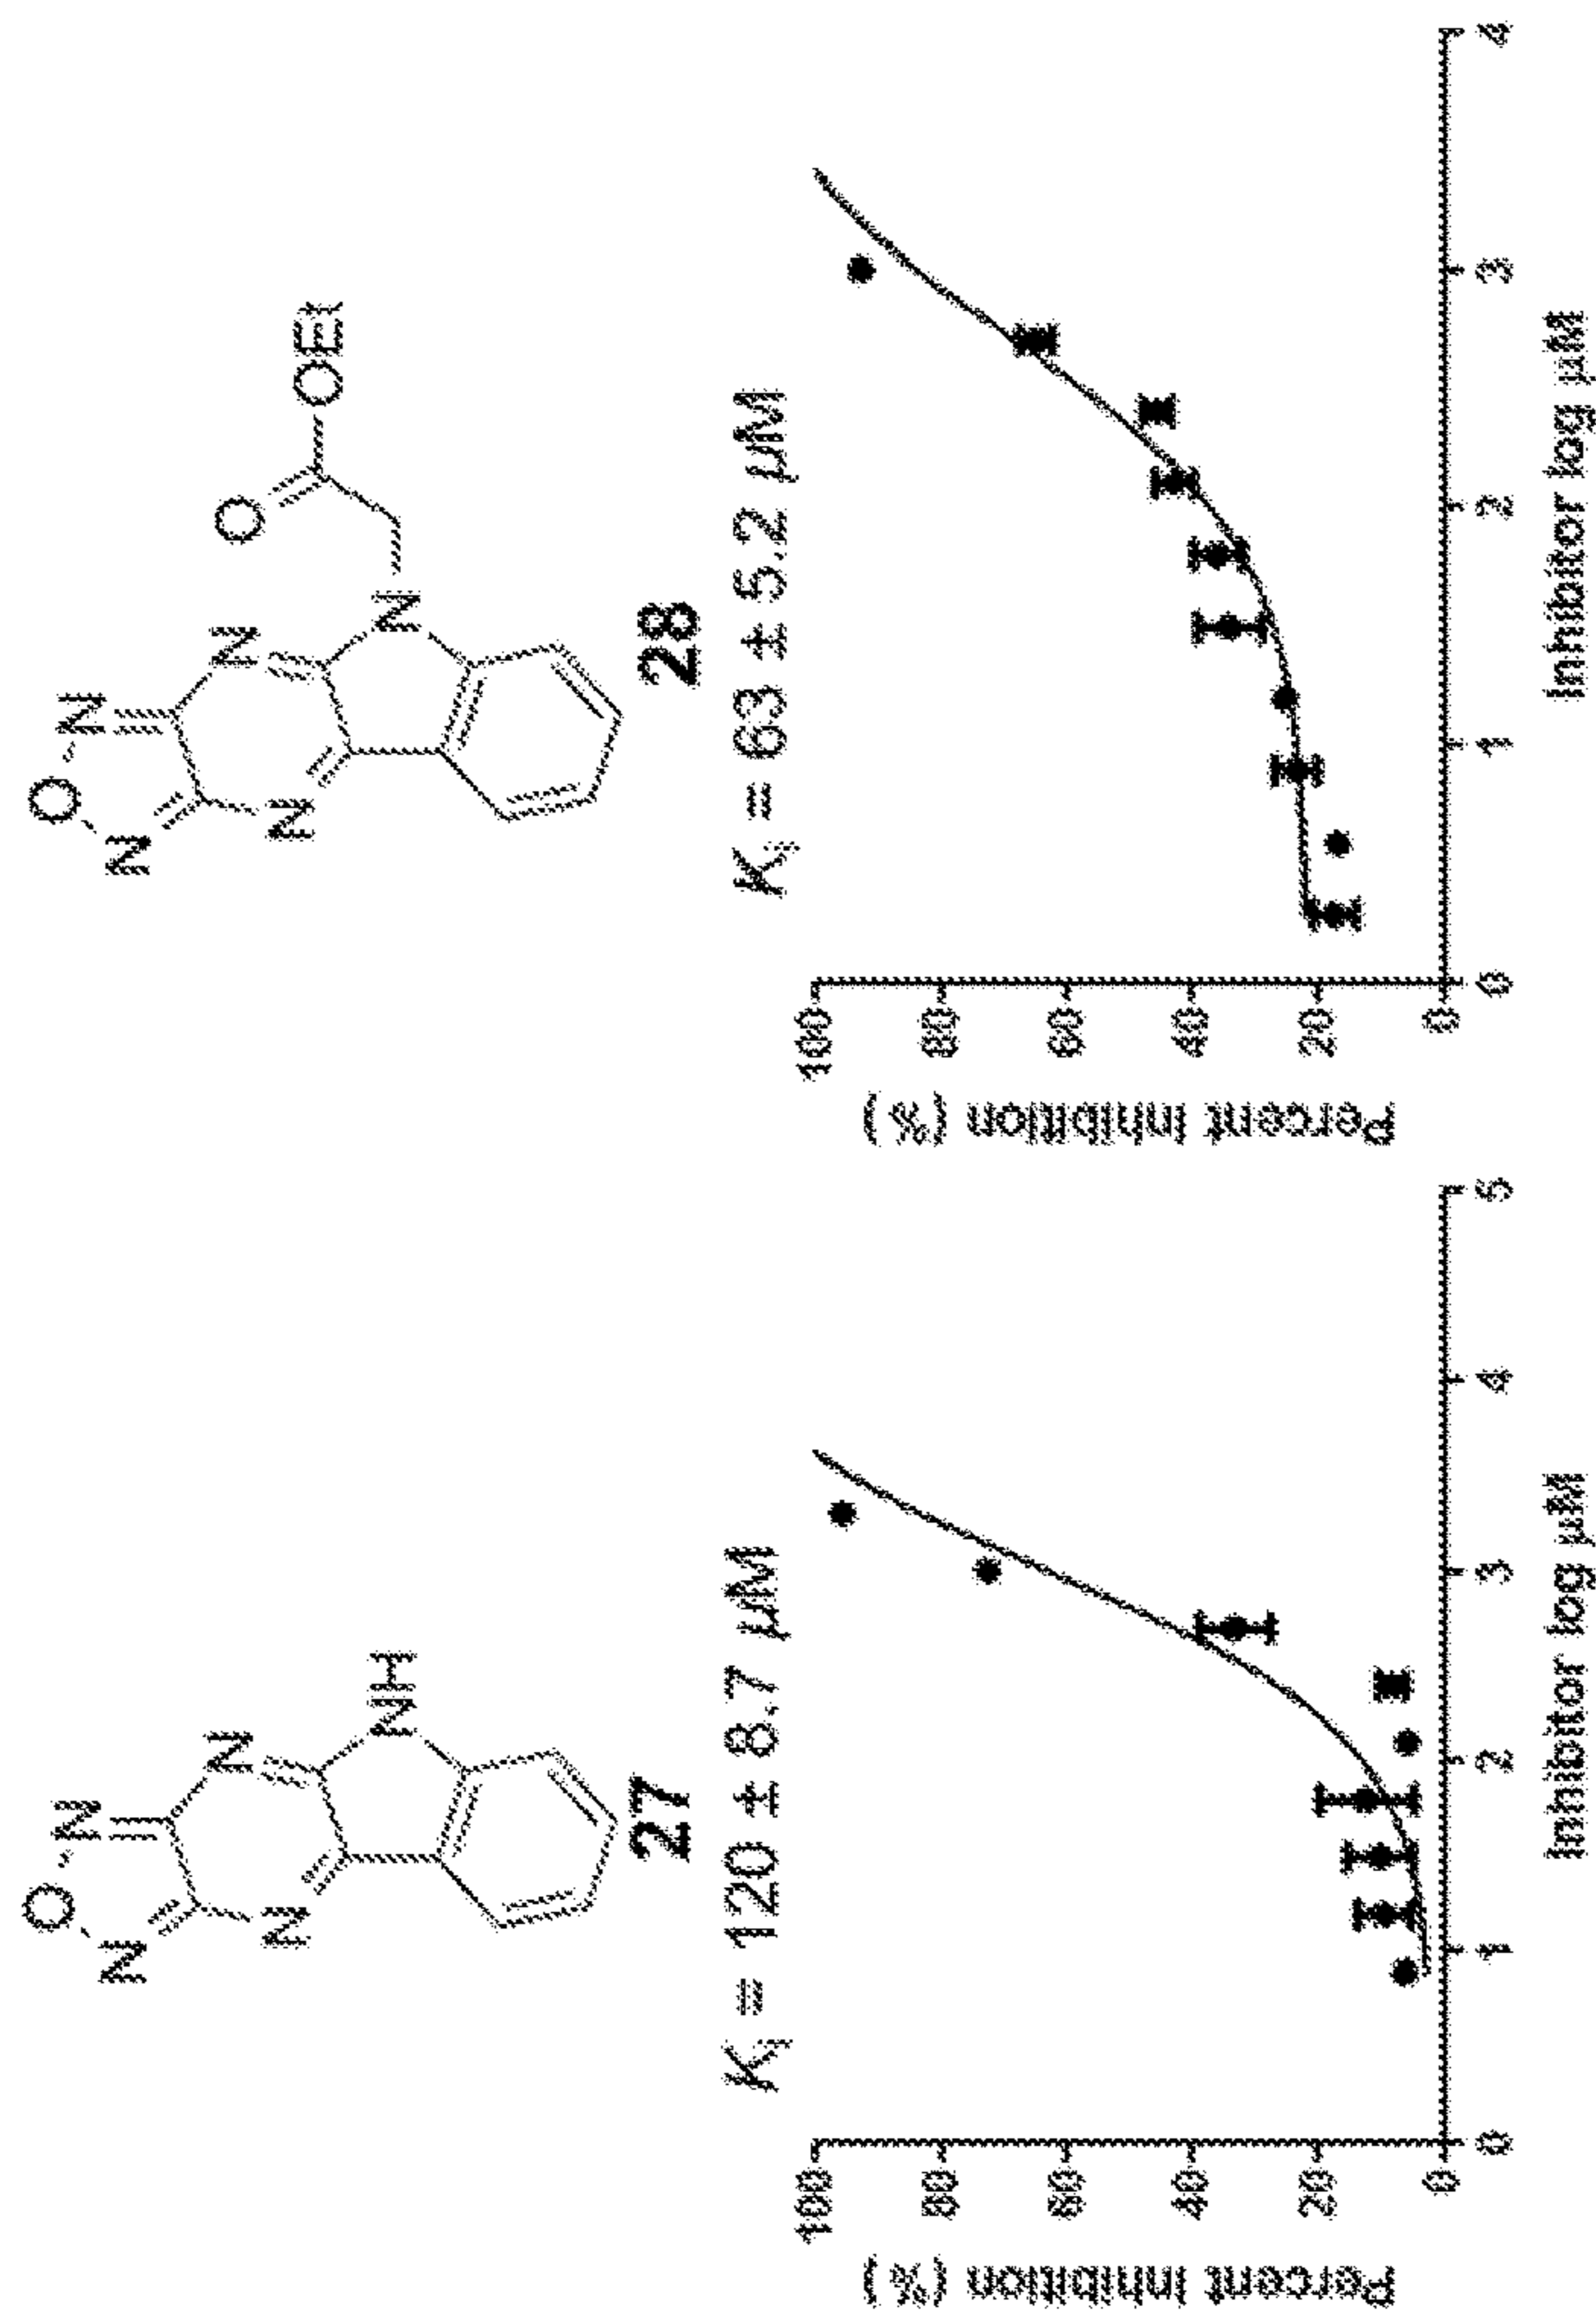 O
N
N
N
N
NH
27
Ki = 120 ± 8.7 µM
Percent Inhibition (%)
100
80
60
40
20
0
0
1
2
3
4
5
Inhibitor log µM
O
N
N
N
N
N
O
OEt
28
Ki = 63 ± 5.2 µM
Percent Inhibition (%)
100
80
60
40
20
0
0
1
2
3
4
Inhibitor log µM